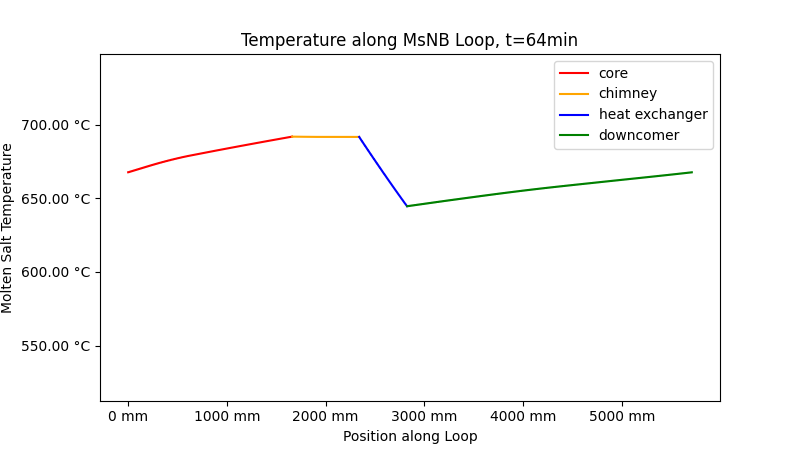 Temperature along MsNB Loop, t=64min
core
chimney
heat exchanger
downcomer
Molten Salt Temperature
700.00 °C
650.00 °C
600.00 °C
550.00 °C
0 mm
1000 mm
2000 mm
3000 mm
4000 mm
5000 mm
Position along Loop